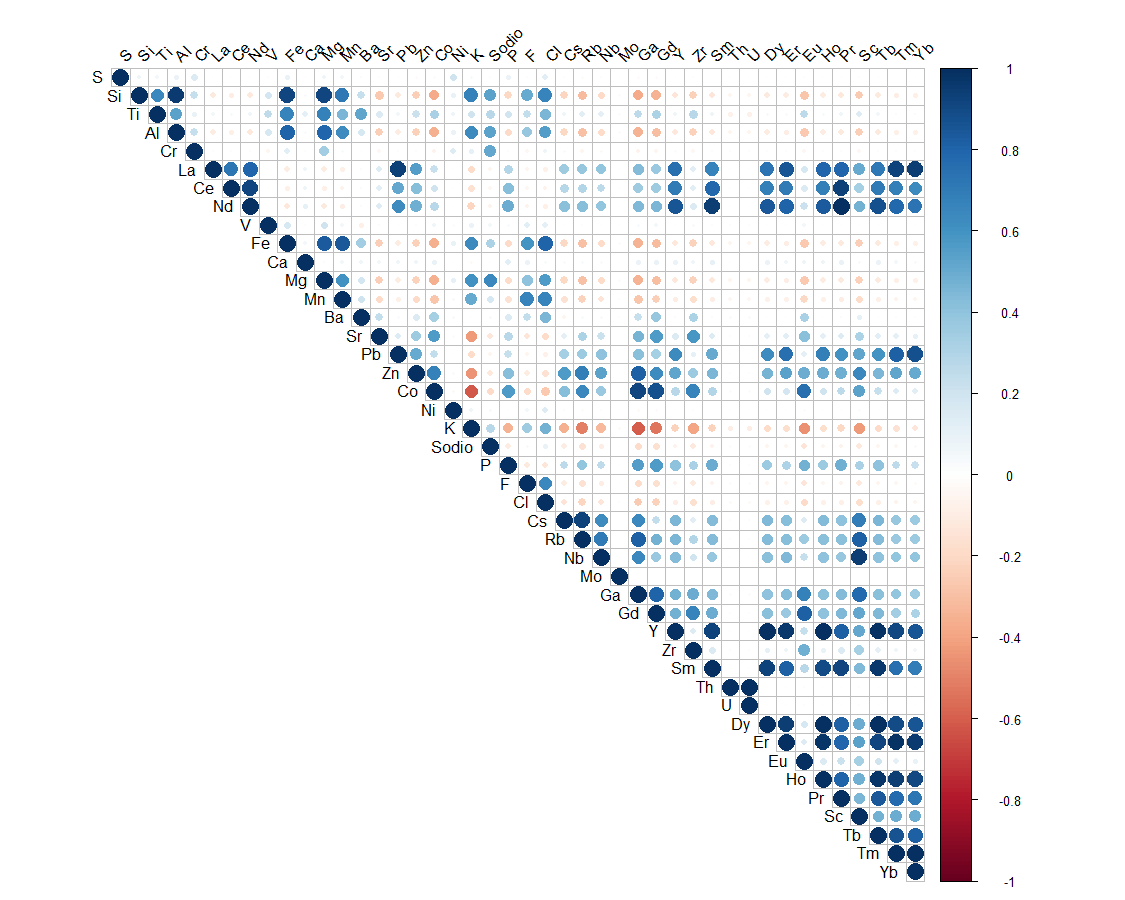 S Si Ti Al Cr La Ce Nd V Fe Ca Mg Mn Ba Sr Pb Zn Co Ni K Sodio P F Cl Cs Rb Nb Mo Ga Gd Y Zr Sm Th U Dy Er Eu Ho Pr Sc Tb Tm Yb
S
Si
Ti
Al
Cr
La
Ce
Nd
V
Fe
Ca
Mg
Mn
Ba
Sr
Pb
Zn
Co
Ni
K
Sodio
P
F
Cl
Cs
Rb
Nb
Mo
Ga
Gd
Y
Zr
Sm
Th
U
Dy
Er
Eu
Ho
Pr
Sc
Tb
Tm
Yb
1
0.8
0.6
0.4
0.2
0
-0.2
-0.4
-0.6
-0.8
-1